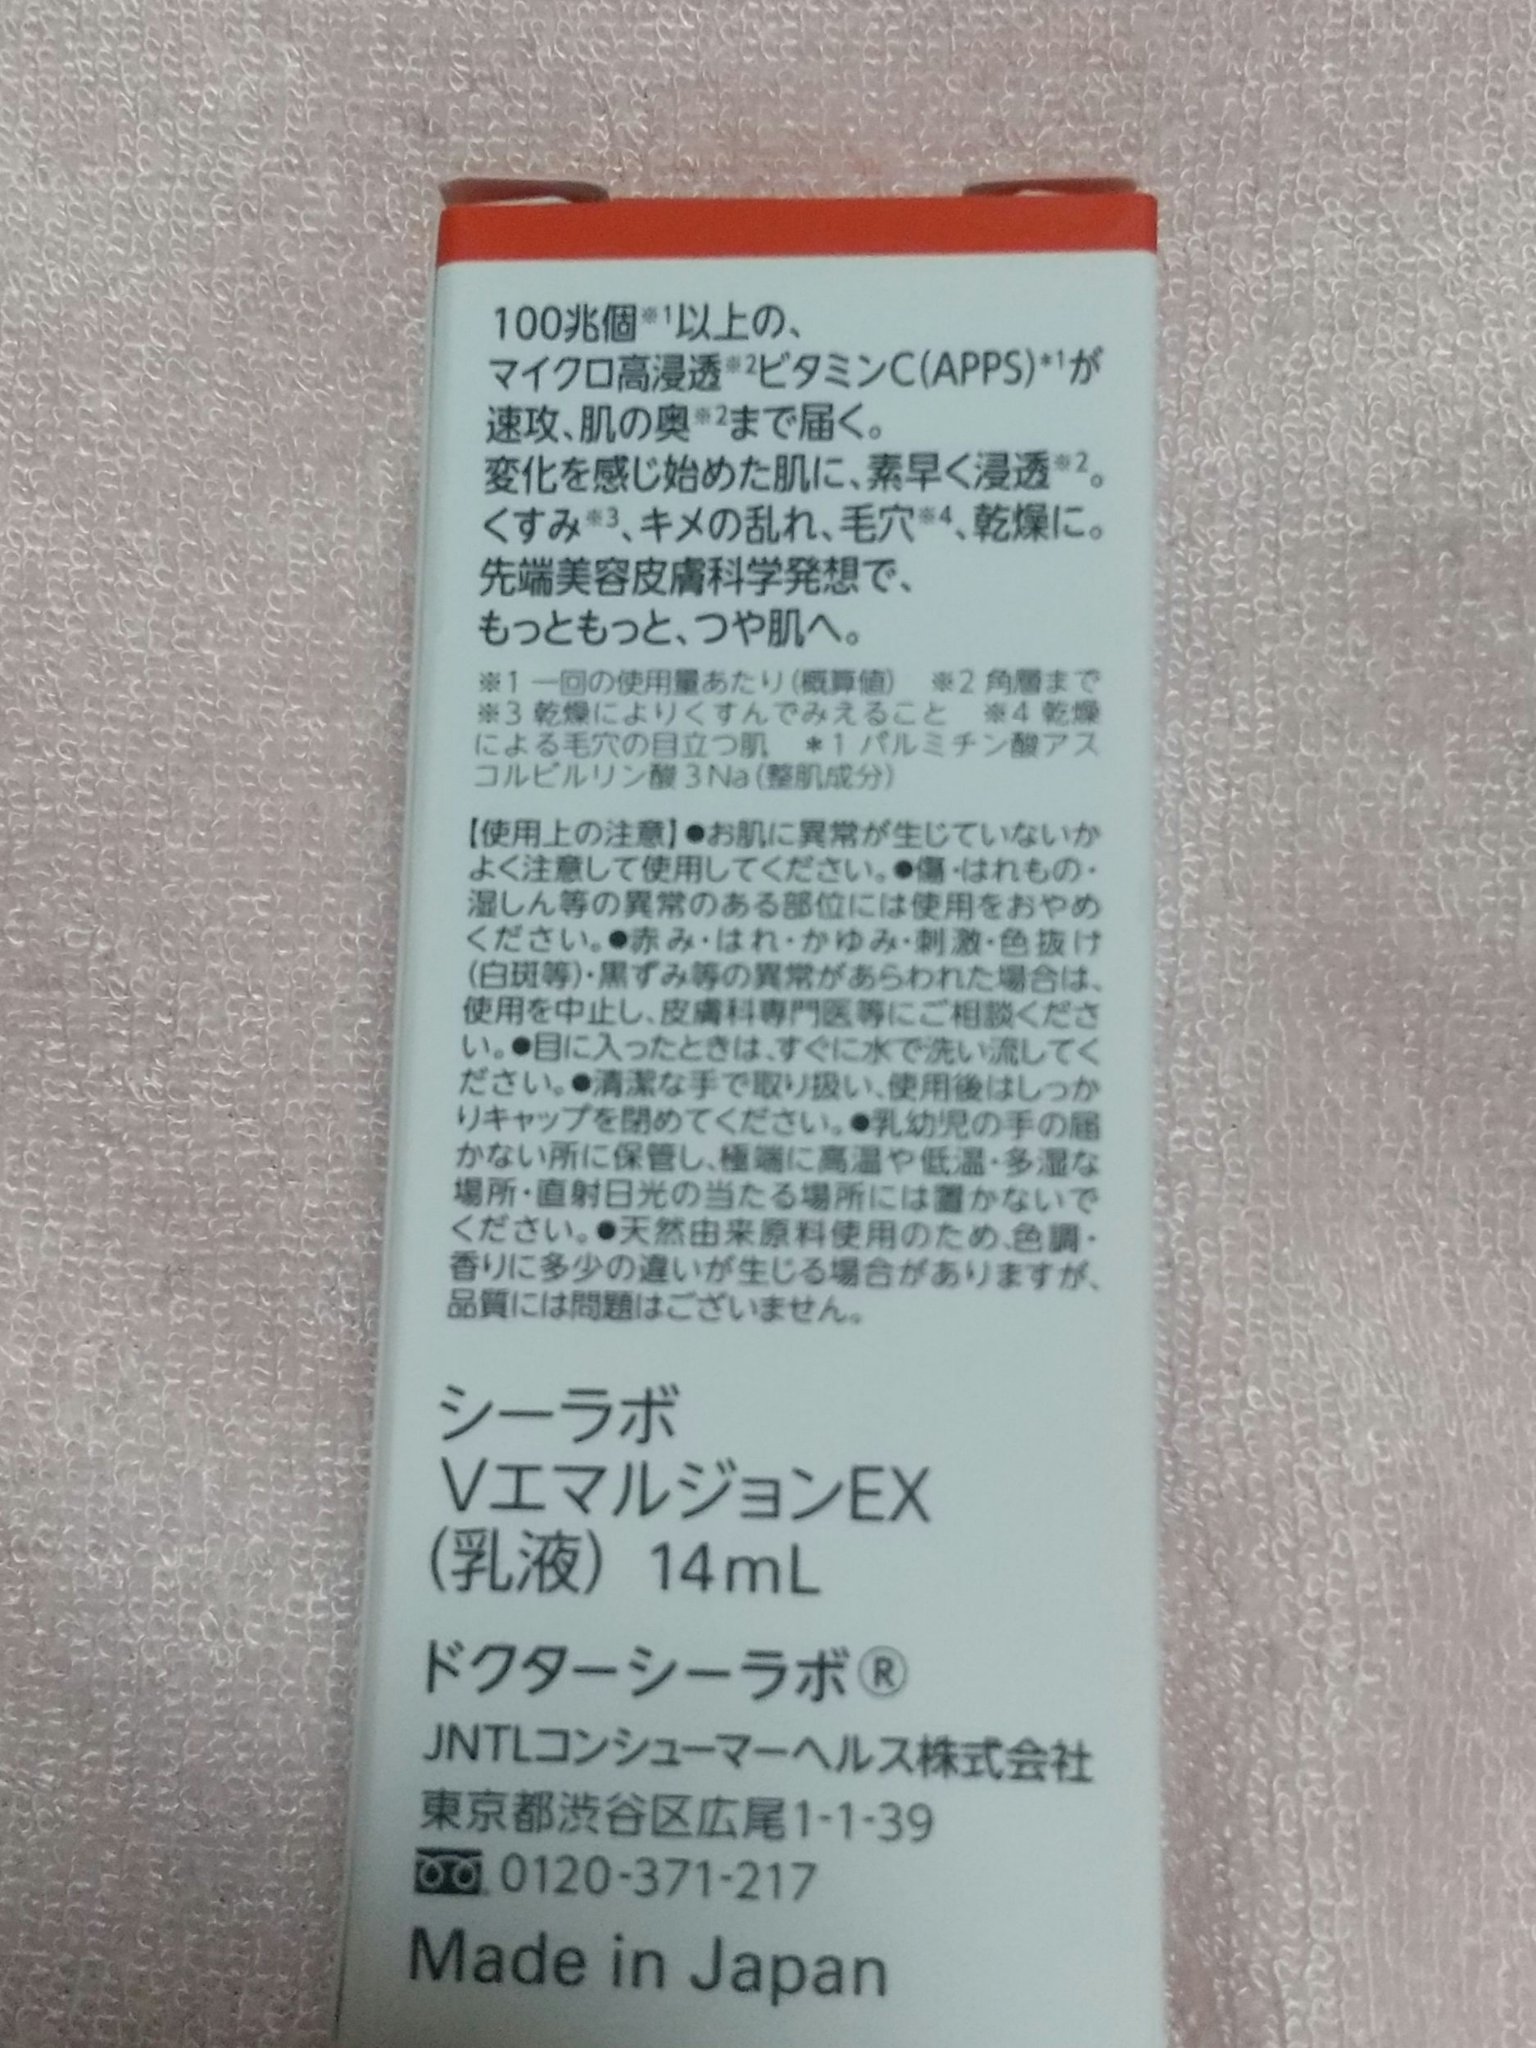 100兆個※1以上の、
マイクロ高浸透※2ビタミンC(APPS)*1が
速攻、肌の奥※2まで届く。
変化を感じ始めた肌に、素早く浸透※2。
くすみ※3、キメの乱れ、毛穴※4、乾燥に。
先端美容皮膚科学発想で、
もっともっと、つや肌へ。
※1 一回の使用量あたり(概算値)　※2 角層まで
※3 乾燥によりくすんでみえること　※4 乾燥
による毛穴の目立つ肌　*1 パルミチン酸アス
コルビルリン酸3Na(整肌成分)
【使用上の注意】●お肌に異常が生じていないか
よく注意して使用してください。●傷・はれもの・
湿しん等の異常のある部位には使用をおやめ
ください。●赤み・はれ・かゆみ・刺激・色抜け
(白斑等)・黒ずみ等の異常があらわれた場合は、
使用を中止し、皮膚科専門医等にご相談くださ
い。●目に入ったときは、すぐに水で洗い流してく
ださい。●清潔な手で取り扱い、使用後はしっか
りキャップを閉めてください。●乳幼児の手の届
かない所に保管し、極端に高温や低温・多湿な
場所・直射日光の当たる場所には置かないで
ください。●天然由来原料使用のため、色調・
香りに多少の違いが生じる場合がありますが、
品質には問題はございません。
シーラボ
VエマルジョンEX
(乳液) 14mL
ドクターシーラボ®
JNTLコンシューマーヘルス株式会社
東京都渋谷区広尾1-1-39
0120-371-217
Made in Japan